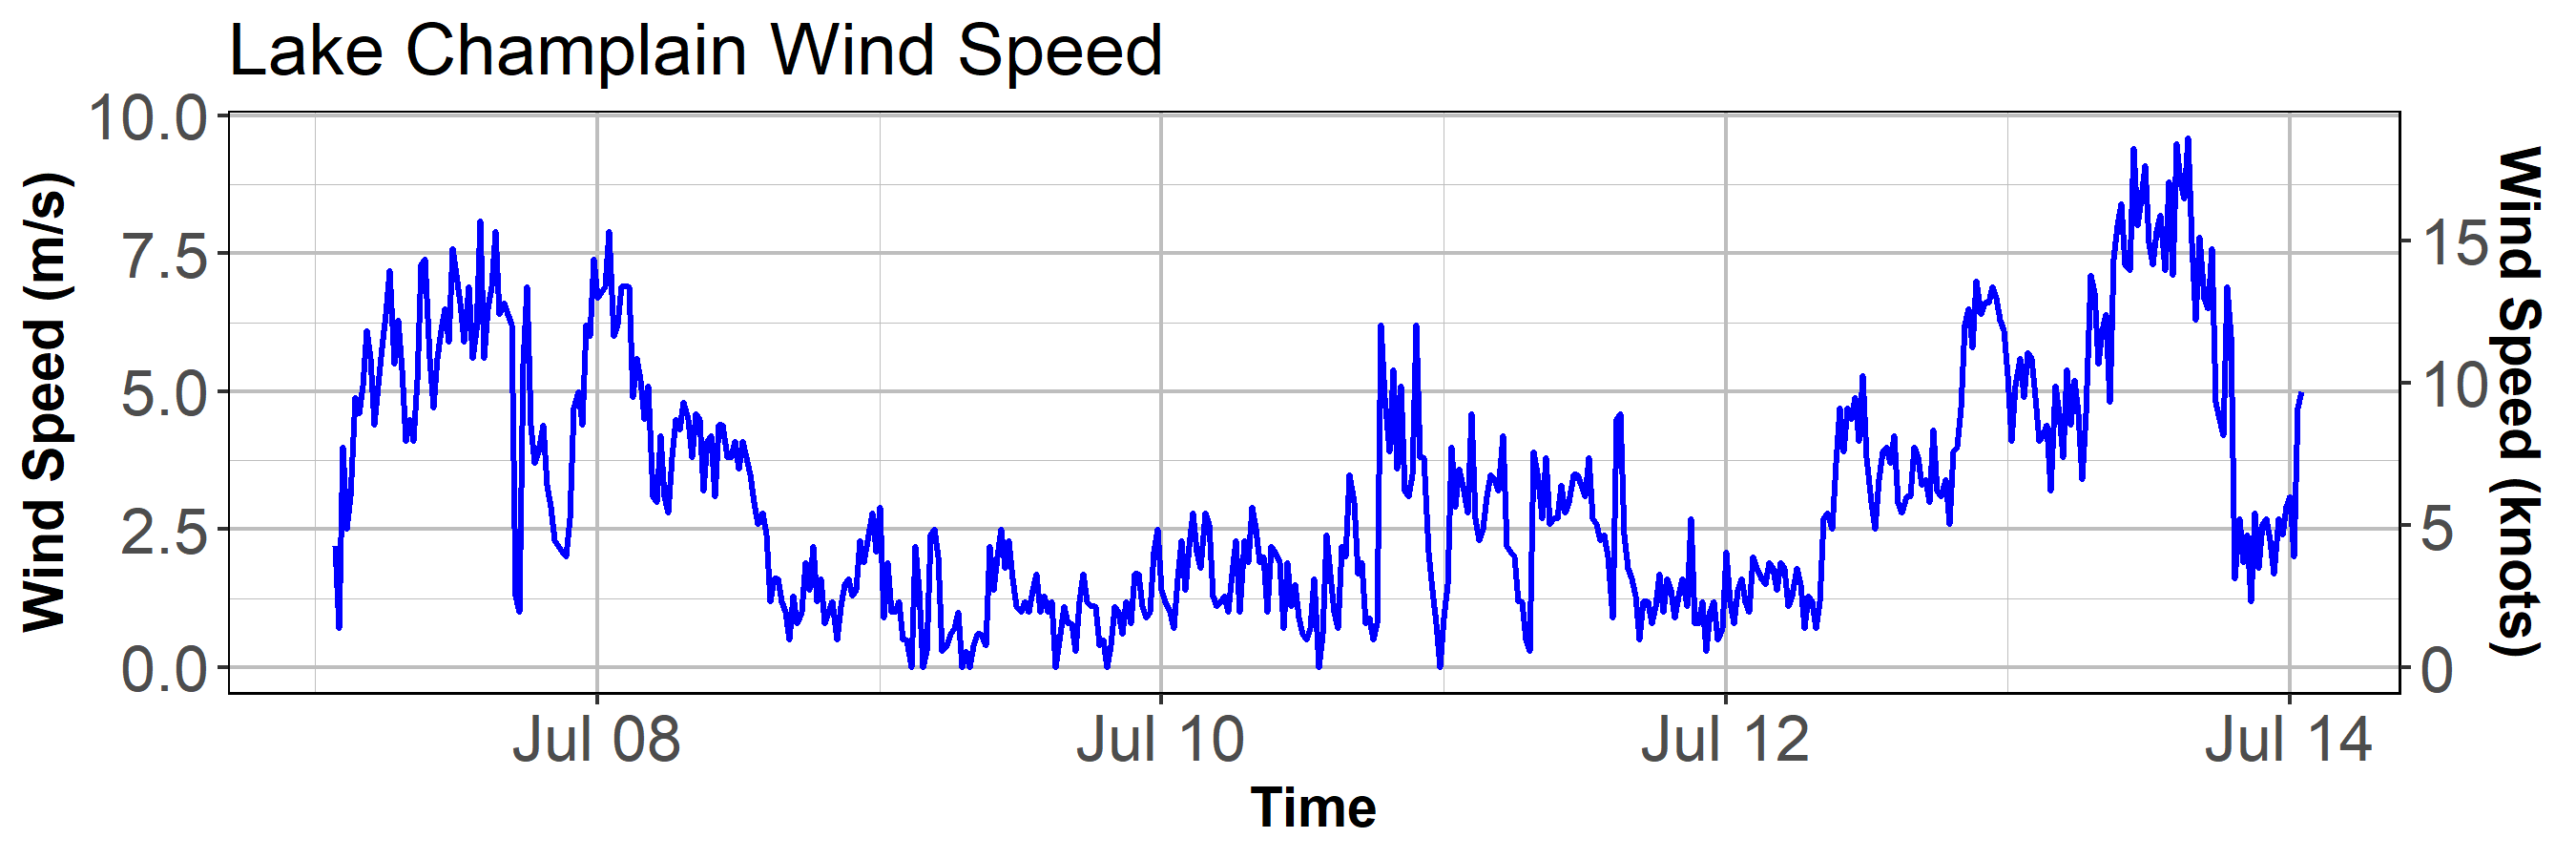 Lake Champlain Wind Speed
10.0
7.5
5.0
2.5
0.0
Wind Speed (m/s)
15
10
5
0
Wind Speed (knots)
Jul 08
Jul 10
Jul 12
Jul 14
Time